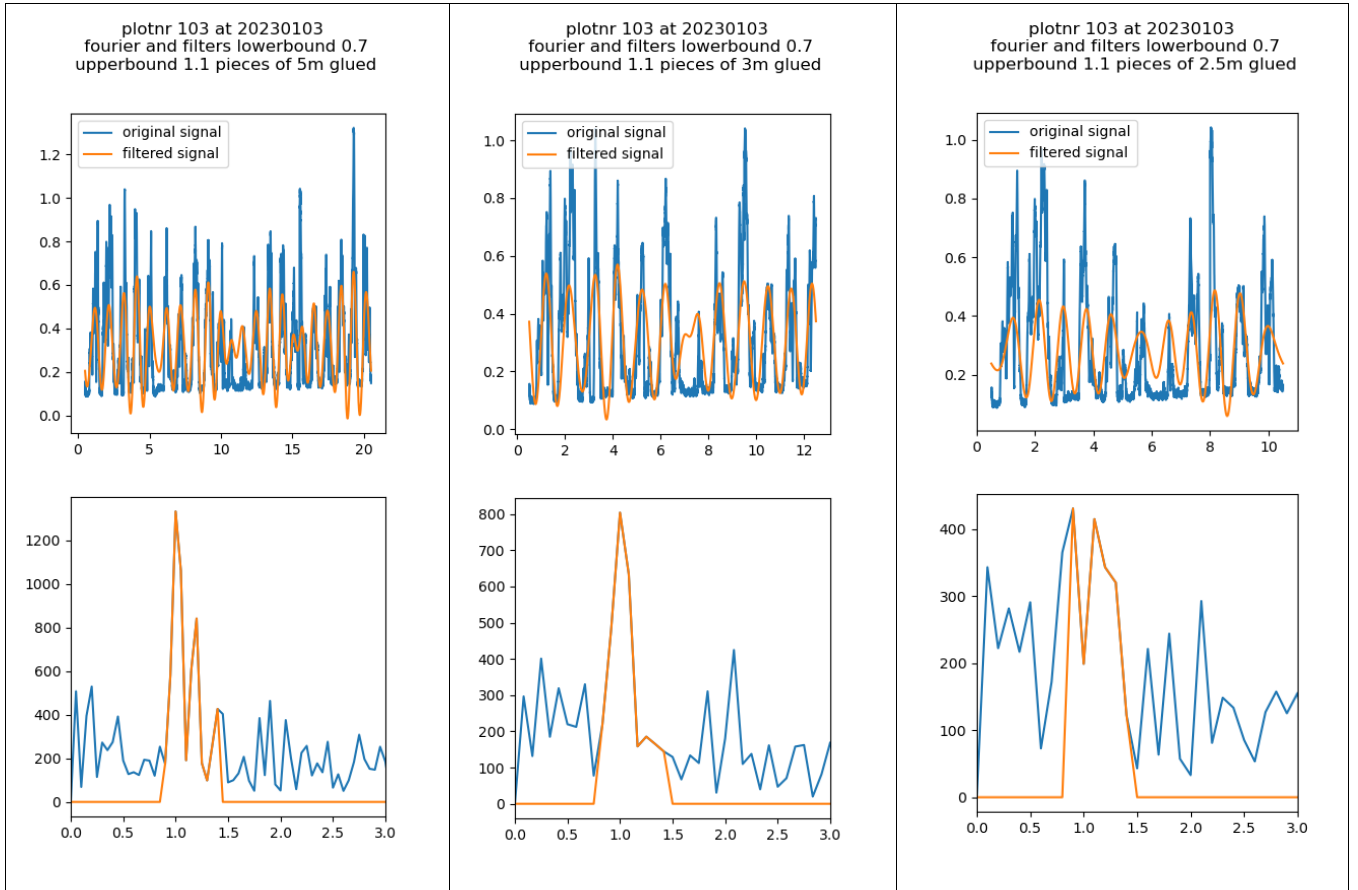 plotnr 103 at 20230103
fourier and filters lowerbound 0.7
upperbound 1.1 pieces of 5m glued
original signal
filtered signal
1.2
1.0
0.8
0.6
0.4
0.2
0.0
0 5 10 15 20
1200
1000
800
600
400
200
0
0.0 0.5 1.0 1.5 2.0 2.5 3.0
plotnr 103 at 20230103
fourier and filters lowerbound 0.7
upperbound 1.1 pieces of 3m glued
original signal
filtered signal
1.0
0.8
0.6
0.4
0.2
0.0
0 2 4 6 8 10 12
800
700
600
500
400
300
200
100
0
0.0 0.5 1.0 1.5 2.0 2.5 3.0
plotnr 103 at 20230103
fourier and filters lowerbound 0.7
upperbound 1.1 pieces of 2.5m glued
original signal
filtered signal
1.0
0.8
0.6
0.4
0.2
0 2 4 6 8 10
400
300
200
100
0
0.0 0.5 1.0 1.5 2.0 2.5 3.0